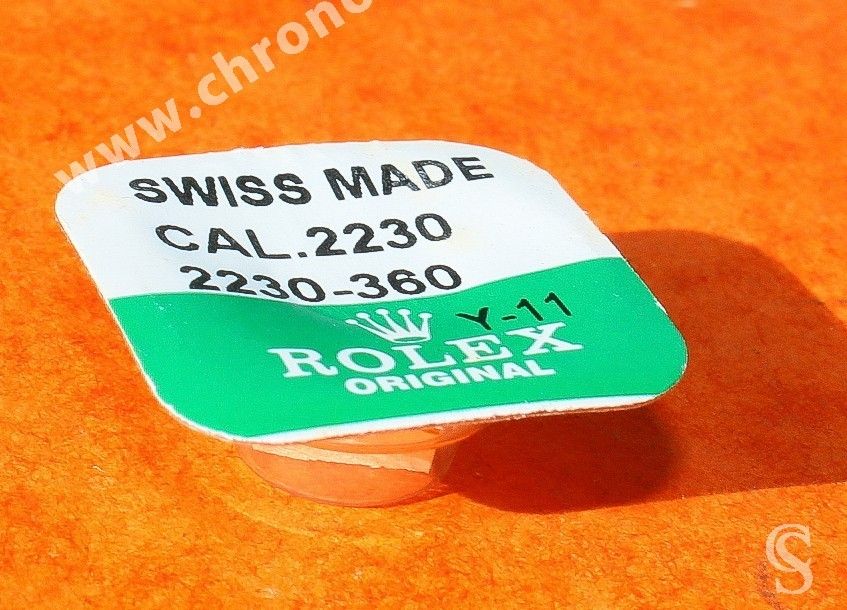 www.chrono
SWISS MADE
CAL.2230
2230-360
Y-11
ROLEX
ORIGINAL